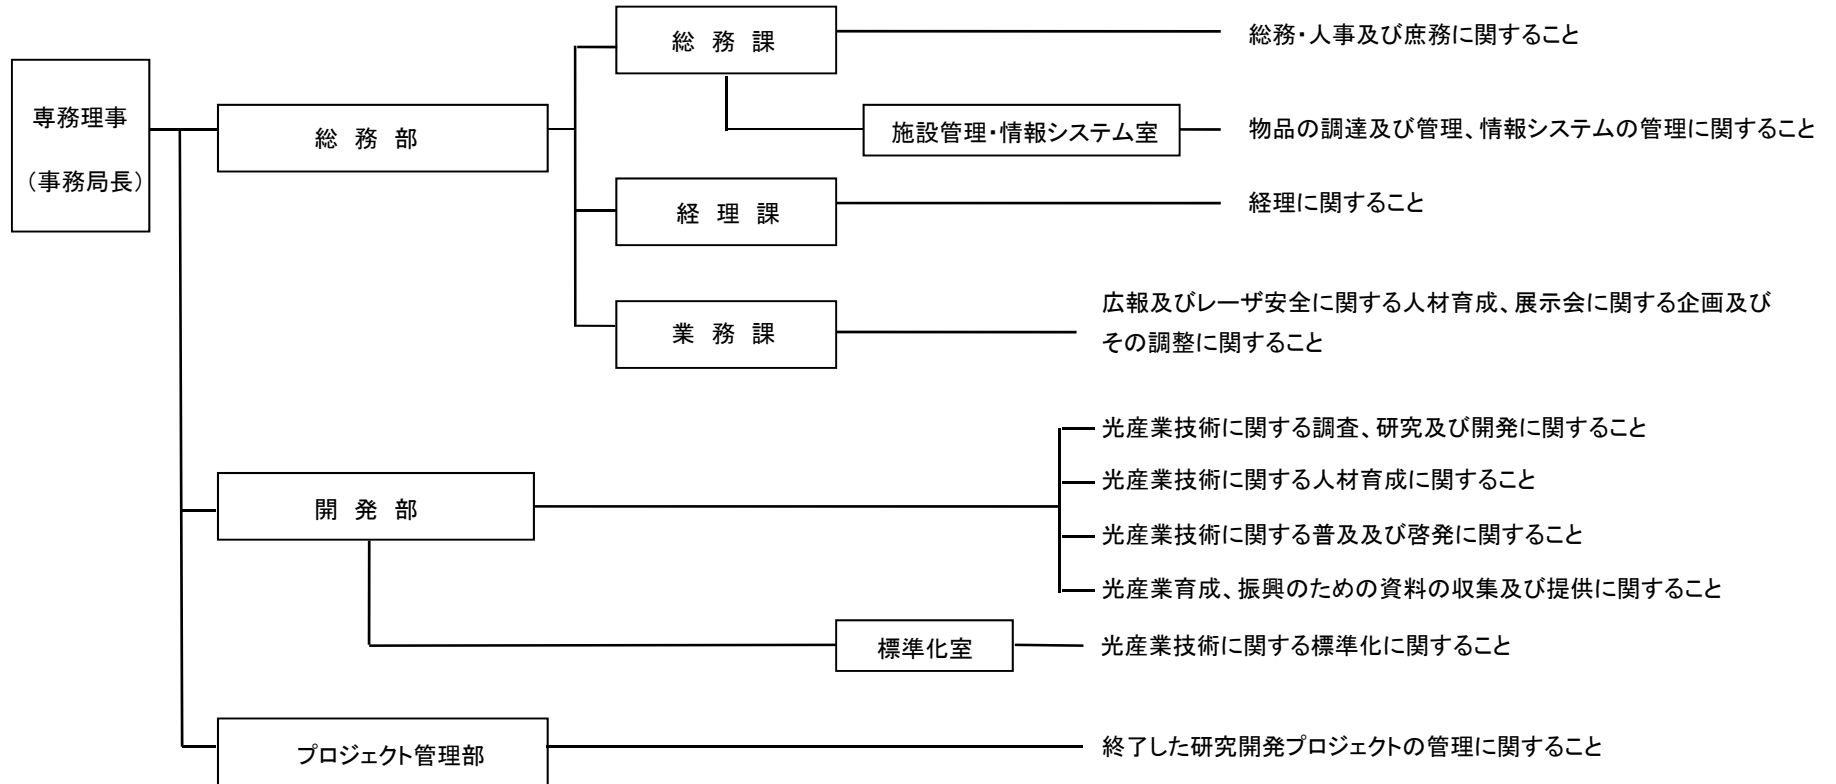 専務理事
（事務局長）
総務部
総務課
総務・人事及び庶務に関すること
施設管理・情報システム室
物品の調達及び管理、情報システムの管理に関すること
経理課
経理に関すること
業務課
広報及びレーザ安全に関する人材育成、展示会に関する企画及び
その調整に関すること
開発部
光産業技術に関する調査、研究及び開発に関すること
光産業技術に関する人材育成に関すること
光産業技術に関する普及及び啓発に関すること
光産業育成、振興のための資料の収集及び提供に関すること
標準化室
光産業技術に関する標準化に関すること
プロジェクト管理部
終了した研究開発プロジェクトの管理に関すること